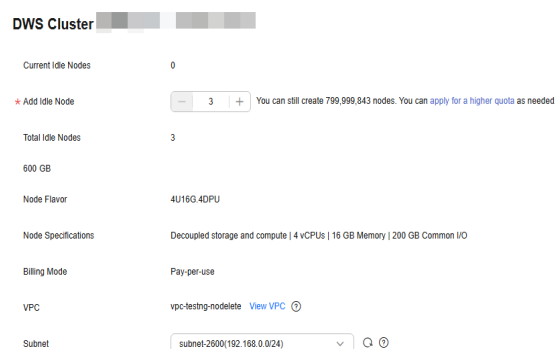 DWS Cluster
Current Idle Nodes 0
* Add Idle Node − 3 + You can still create 799,999,843 nodes. You can apply for a higher quota as needed
Total Idle Nodes 3
600 GB
Node Flavor 4U16G.4DPU
Node Specifications Decoupled storage and compute | 4 vCPUs | 16 GB Memory | 200 GB Common I/O
Billing Mode Pay-per-use
VPC vpc-testng-nodelete View VPC ?
Subnet subnet-2600(192.168.0.0/24) ?